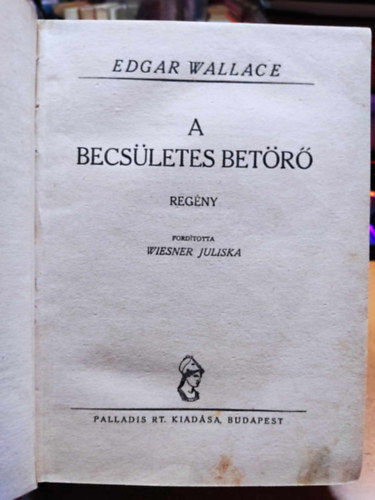 EDGAR WALLACE
A
BECSÜLETES BETÖRŐ
REGÉNY
FORDÍTOTTA
WIESNER JULISKA
PALLADIS RT. KIADÁSA, BUDAPEST